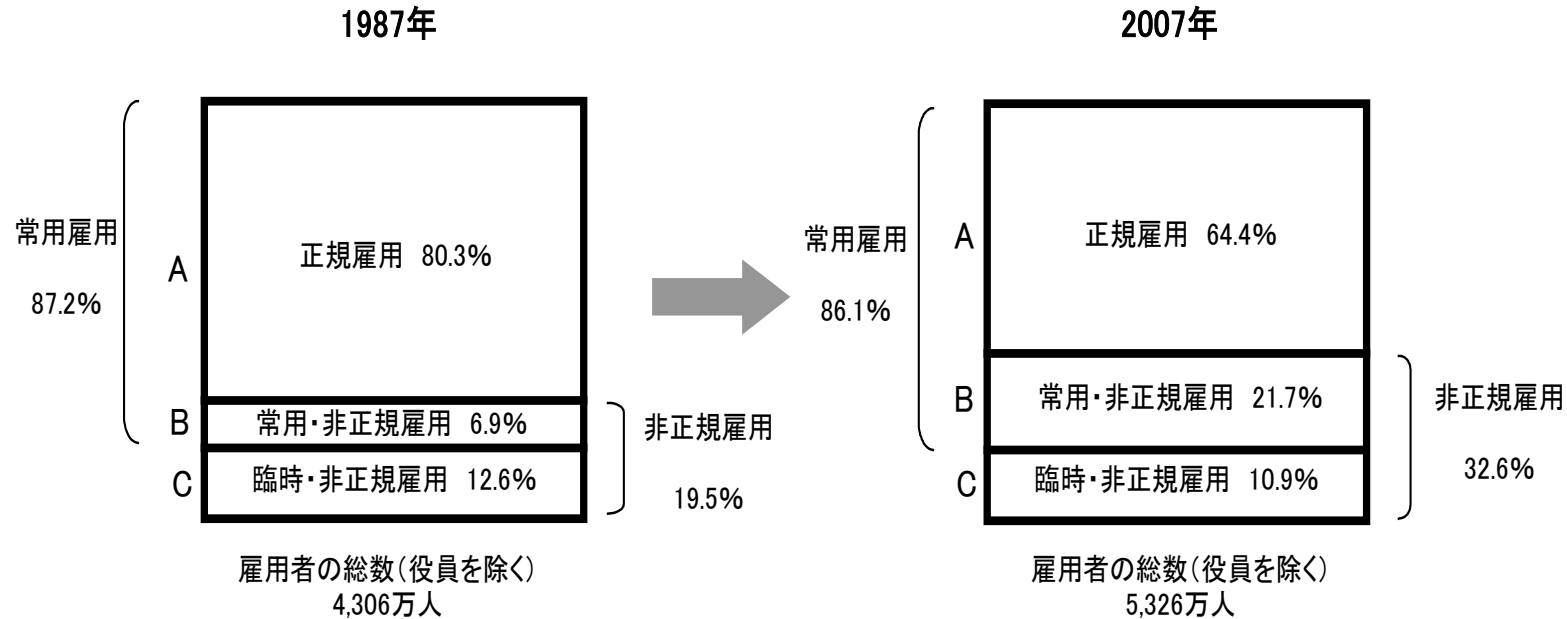 1987年
常用雇用
87.2%
A
正規雇用 80.3%
B
常用・非正規雇用 6.9%
C
臨時・非正規雇用 12.6%
非正規雇用
19.5%
雇用者の総数(役員を除く)
4,306万人
2007年
常用雇用
86.1%
A
正規雇用 64.4%
B
常用・非正規雇用 21.7%
C
臨時・非正規雇用 10.9%
非正規雇用
32.6%
雇用者の総数(役員を除く)
5,326万人